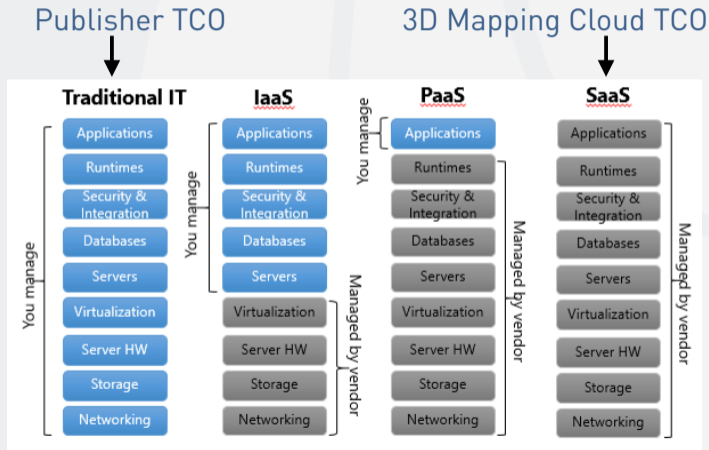 Publisher TCO
3D Mapping Cloud TCO
Traditional IT
You manage
Applications
Runtimes
Security &
Integration
Databases
Servers
Virtualization
Server HW
Storage
Networking
IaaS
You manage
Applications
Runtimes
Security &
Integration
Databases
Servers
Virtualization
Server HW
Storage
Networking
Managed by vendor
PaaS
You manage
Applications
Runtimes
Security &
Integration
Databases
Servers
Virtualization
Server HW
Storage
Networking
Managed by vendor
SaaS
Applications
Runtimes
Security &
Integration
Databases
Servers
Virtualization
Server HW
Storage
Networking
Managed by vendor